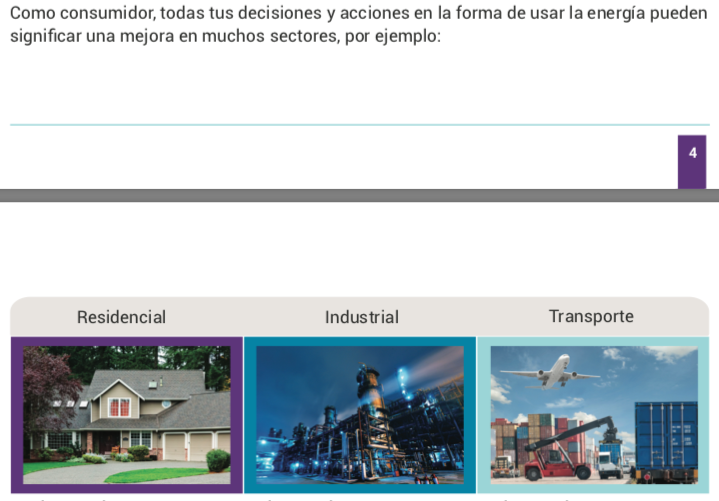 Como consumidor, todas tus decisiones y acciones en la forma de usar la energía pueden
significar una mejora en muchos sectores, por ejemplo:
4
Residencial Industrial Transporte